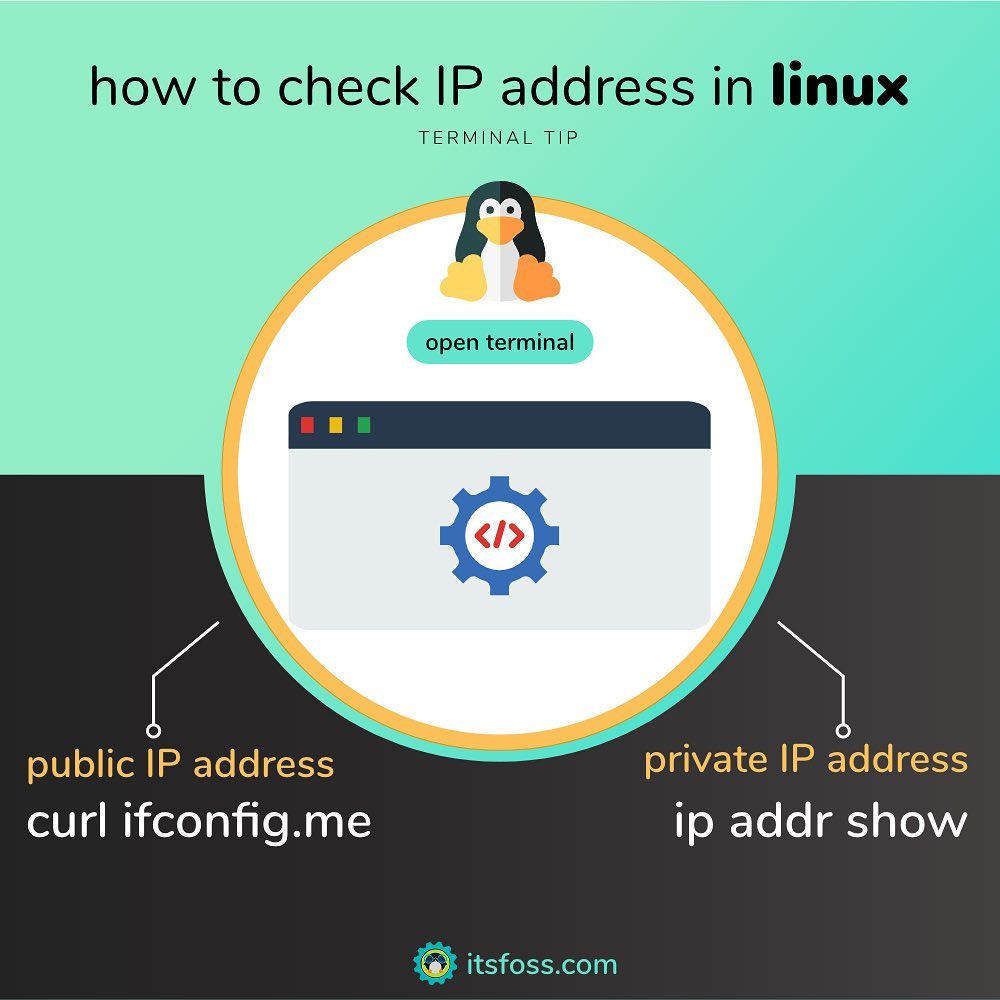 how to check IP address in linux
TERMINAL TIP
open terminal
</>
public IP address
curl ifconfig.me
private IP address
ip addr show
itsfoss.com